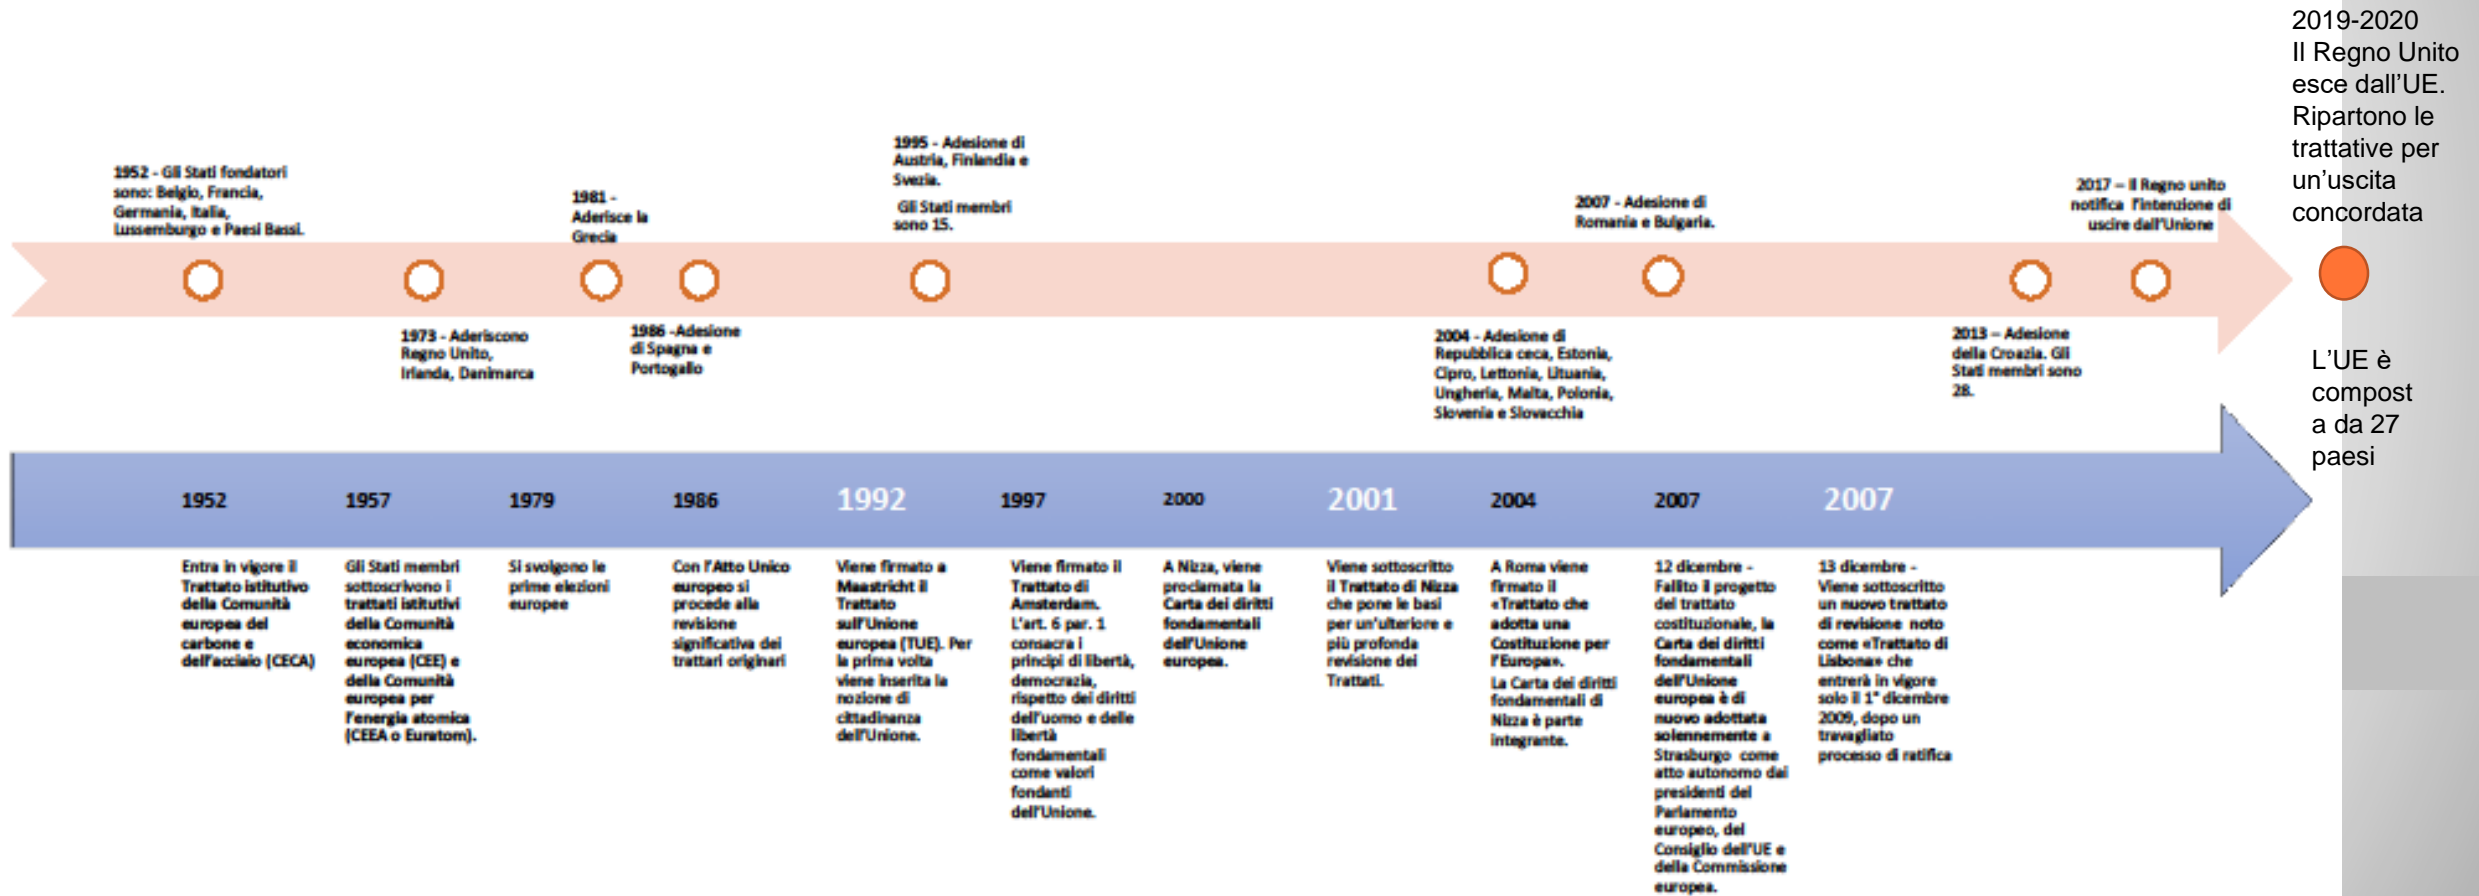 2019-2020
Il Regno Unito
esce dall'UE.
Ripartono le
trattative per
un'uscita
concordata
1952 - Gli Stati fondatori
sono: Belgio, Francia,
Germania, Italia,
Lussemburgo e Paesi Bassi.
1981 -
Aderisce la
Grecia
1995 - Adesione di
Austria, Finlandia e
Svezia.
Gli Stati membri
sono 15.
2007 - Adesione di
Romania e Bulgaria.
2017 – Il Regno unito
notifica l'intenzione di
uscire dall'Unione
1973 - Aderiscono
Regno Unito,
Irlanda, Danimarca
1986 -Adesione
di Spagna e
Portogallo
2004 - Adesione di
Repubblica ceca, Estonia,
Cipro, Lettonia, Lituania,
Ungheria, Malta, Polonia,
Slovenia e Slovacchia
2013 – Adesione
della Croazia. Gli
Stati membri sono
28.
L'UE è
compost
a da 27
paesi
1952
Entra in vigore il
Trattato istitutivo
della Comunità
europea del
carbone e
dell'acciaio (CECA)
1957
Gli Stati membri
sottoscrivono i
trattati istitutivi
della Comunità
economica
europea (CEE) e
della Comunità
europea per
l'energia atomica
(CEEA o Euratom).
1979
Si svolgono le
prime elezioni
europee
1986
Con l'Atto Unico
europeo si
procede alla
revisione
significativa dei
trattari originari
1992
Viene firmato a
Maastricht il
Trattato
sull'Unione
europea (TUE). Per
la prima volta
viene inserita la
nozione di
cittadinanza
dell'Unione.
1997
Viene firmato il
Trattato di
Amsterdam.
L'art. 6 par. 1
consacra i
principi di libertà,
democrazia,
rispetto dei diritti
dell'uomo e delle
libertà
fondamentali
come valori
fondanti
dell'Unione.
2000
A Nizza, viene
proclamata la
Carta dei diritti
fondamentali
dell'Unione
europea.
2001
Viene sottoscritto
il Trattato di Nizza
che pone le basi
per un'ulteriore e
più profonda
revisione dei
Trattati.
2004
A Roma viene
firmato il
«Trattato che
adotta una
Costituzione per
l'Europa».
La Carta dei diritti
fondamentali di
Nizza è parte
integrante.
2007
12 dicembre -
Fallito il progetto
del trattato
costituzionale, la
Carta dei diritti
fondamentali
dell'Unione
europea è di
nuovo adottata
solennemente a
Strasburgo come
atto autonomo dai
presidenti del
Parlamento
europeo, del
Consiglio dell'UE e
della Commissione
europea.
2007
13 dicembre -
Viene sottoscritto
un nuovo trattato
di revisione noto
come «Trattato di
Lisbona» che
entrerà in vigore
solo il 1° dicembre
2009, dopo un
travagliato
processo di ratifica